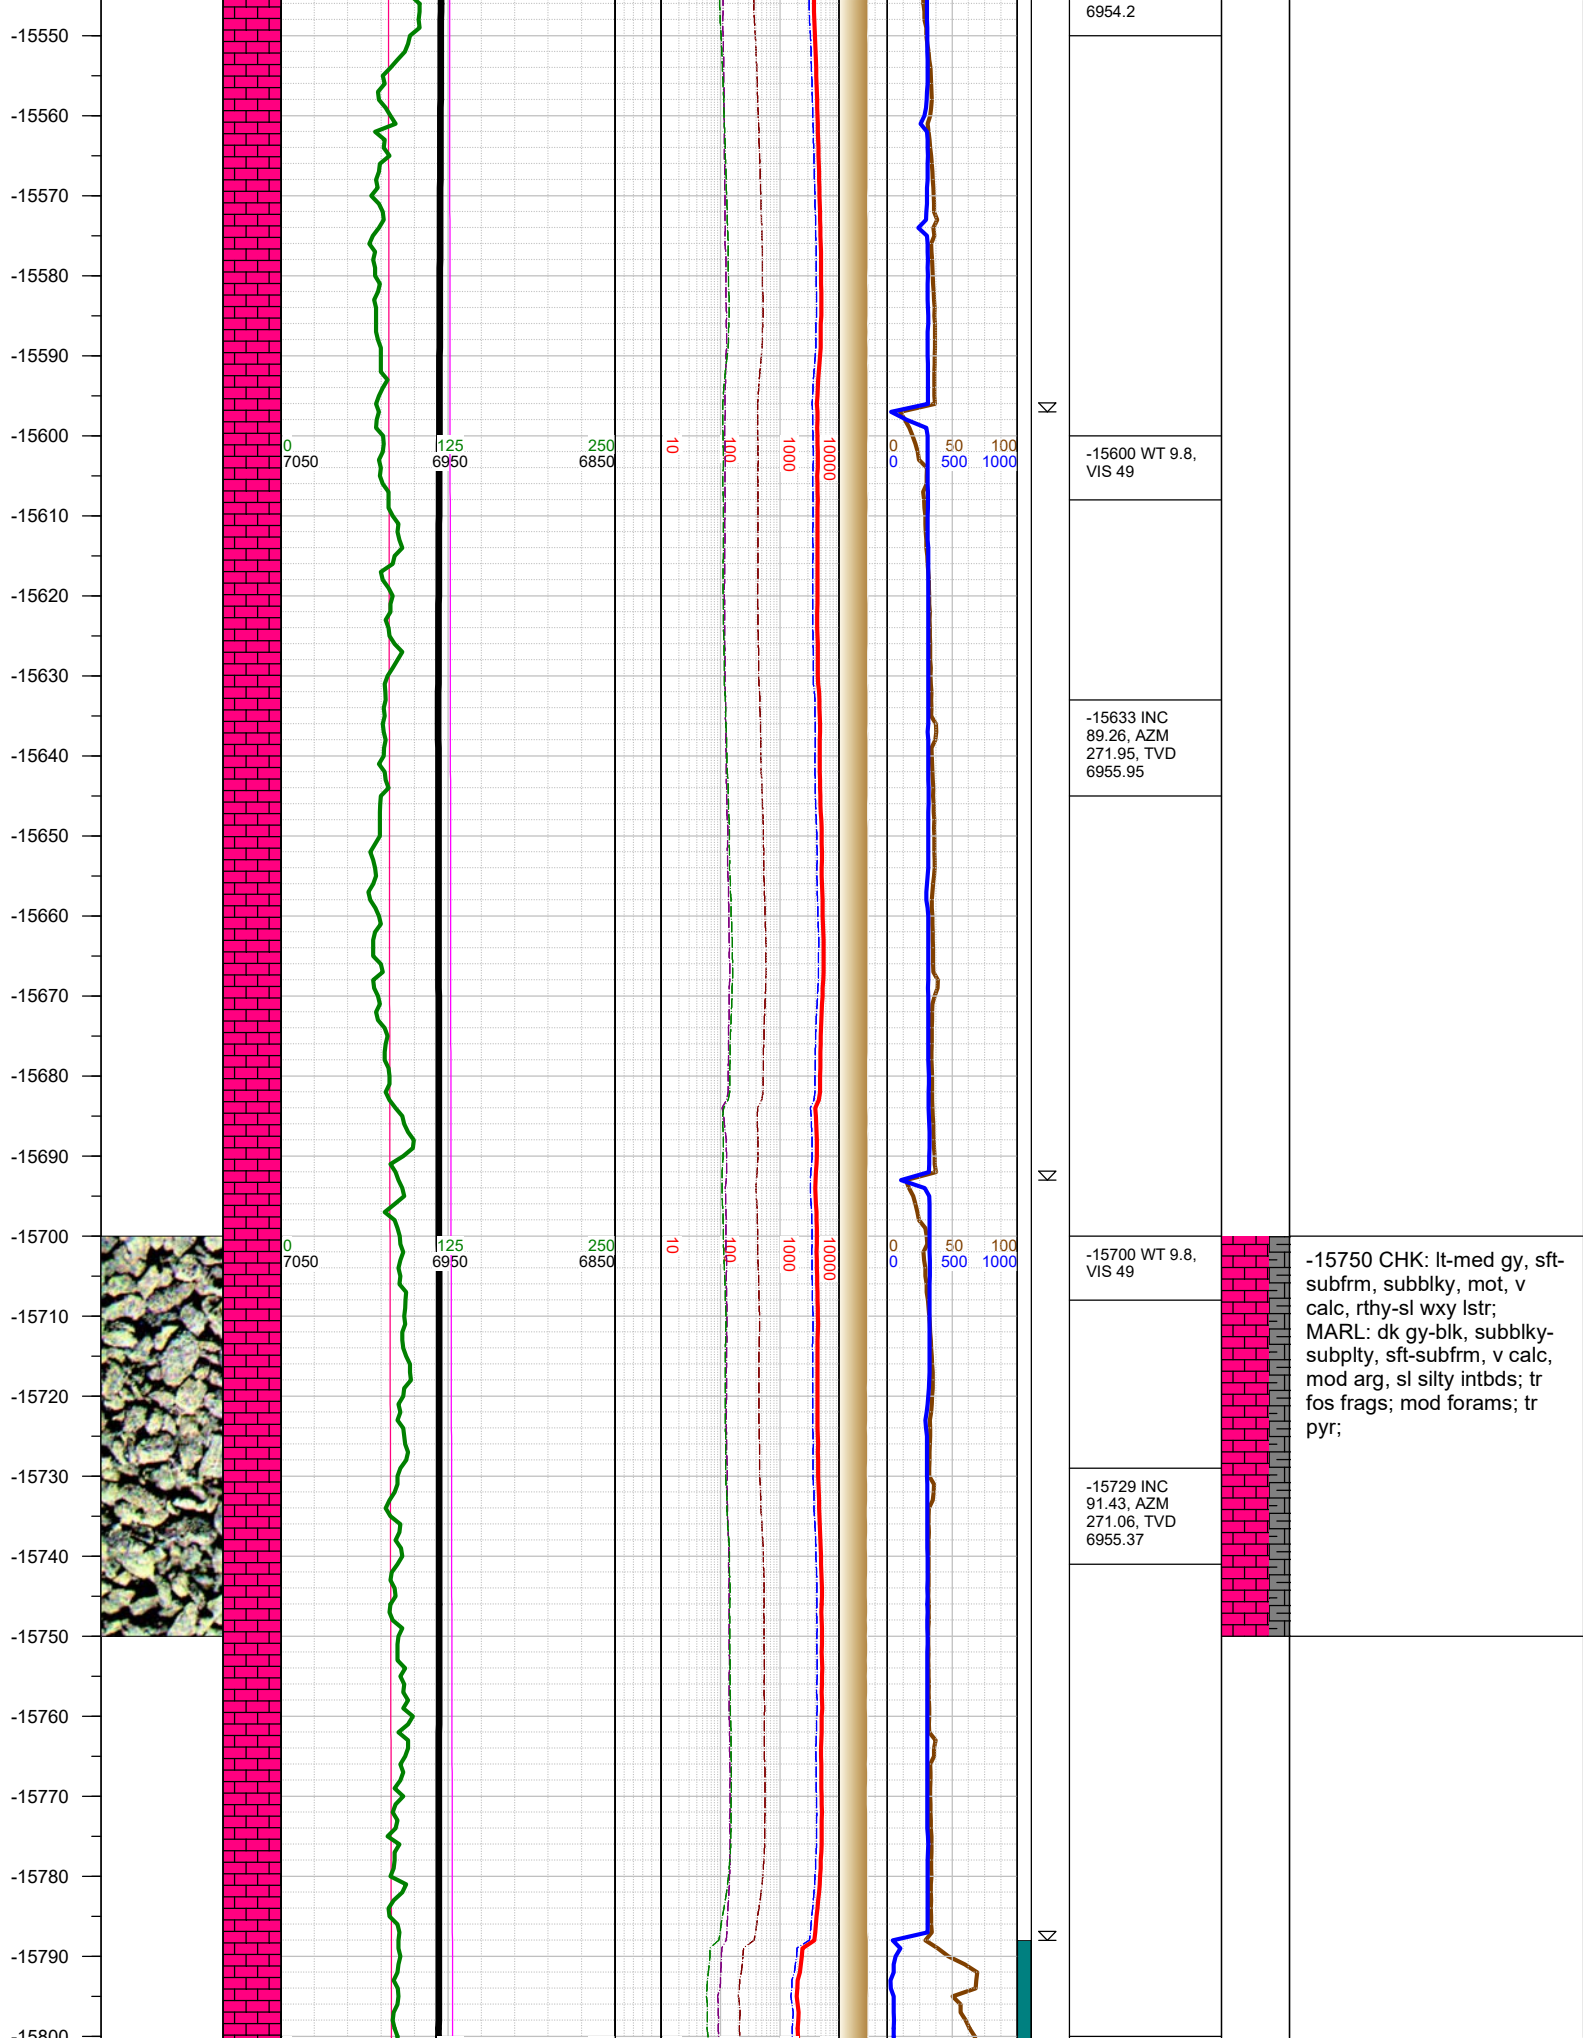 6954.2
-15550
-15560
-15570
-15580
-15590
-15600
0 125 250
7050 6950 6850
10 100 1000 10000
0 50 100
0 500 1000
-15600 WT 9.8,
VIS 49
-15610
-15620
-15630
-15633 INC
89.26, AZM
271.95, TVD
6955.95
-15640
-15650
-15660
-15670
-15680
-15690
-15700
0 125 250
7050 6950 6850
10 100 1000 10000
0 50 100
0 500 1000
-15700 WT 9.8,
VIS 49
-15750 CHK: lt-med gy, sft-
subfrm, subblky, mot, v
calc, rthy-sl wxy lstr;
MARL: dk gy-blk, subblky-
subplty, sft-subfrm, v calc,
mod arg, sl silty intbds; tr
fos frags; mod forams; tr
pyr;
-15710
-15720
-15730
-15729 INC
91.43, AZM
271.06, TVD
6955.37
-15740
-15750
-15760
-15770
-15780
-15790
-15800